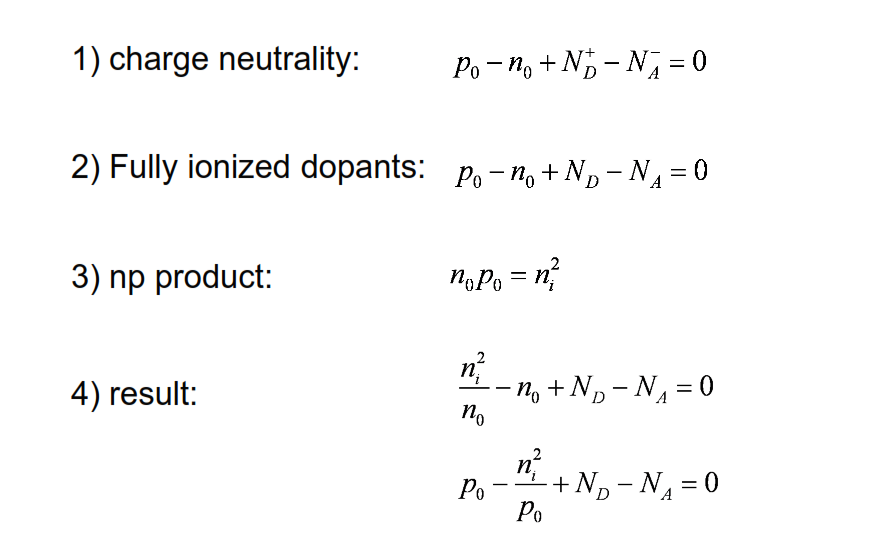 1) charge neutrality: p₀ − n₀ + N_D⁺ − N_A⁻ = 0
2) Fully ionized dopants: p₀ − n₀ + N_D − N_A = 0
3) np product: n₀p₀ = n_i²
4) result: n_i²/n₀ − n₀ + N_D − N_A = 0
p₀ − n_i²/p₀ + N_D − N_A = 0